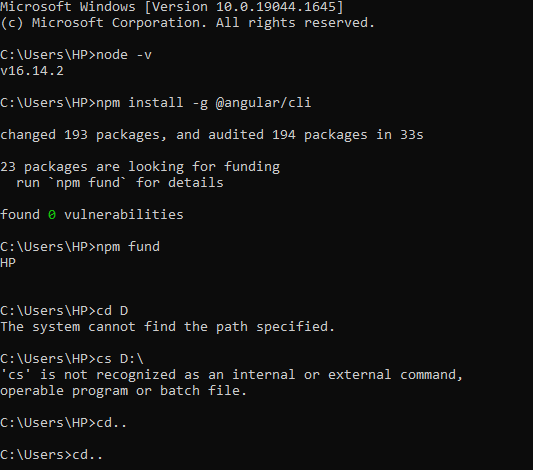 Microsoft Windows [Version 10.0.19044.1645]
(c) Microsoft Corporation. All rights reserved.
C:\Users\HP>node -v
v16.14.2
C:\Users\HP>npm install -g @angular/cli
changed 193 packages, and audited 194 packages in 33s
23 packages are looking for funding
  run `npm fund` for details
found 0 vulnerabilities
C:\Users\HP>npm fund
HP
C:\Users\HP>cd D
The system cannot find the path specified.
C:\Users\HP>cs D:\
'cs' is not recognized as an internal or external command,
operable program or batch file.
C:\Users\HP>cd..
C:\Users>cd..